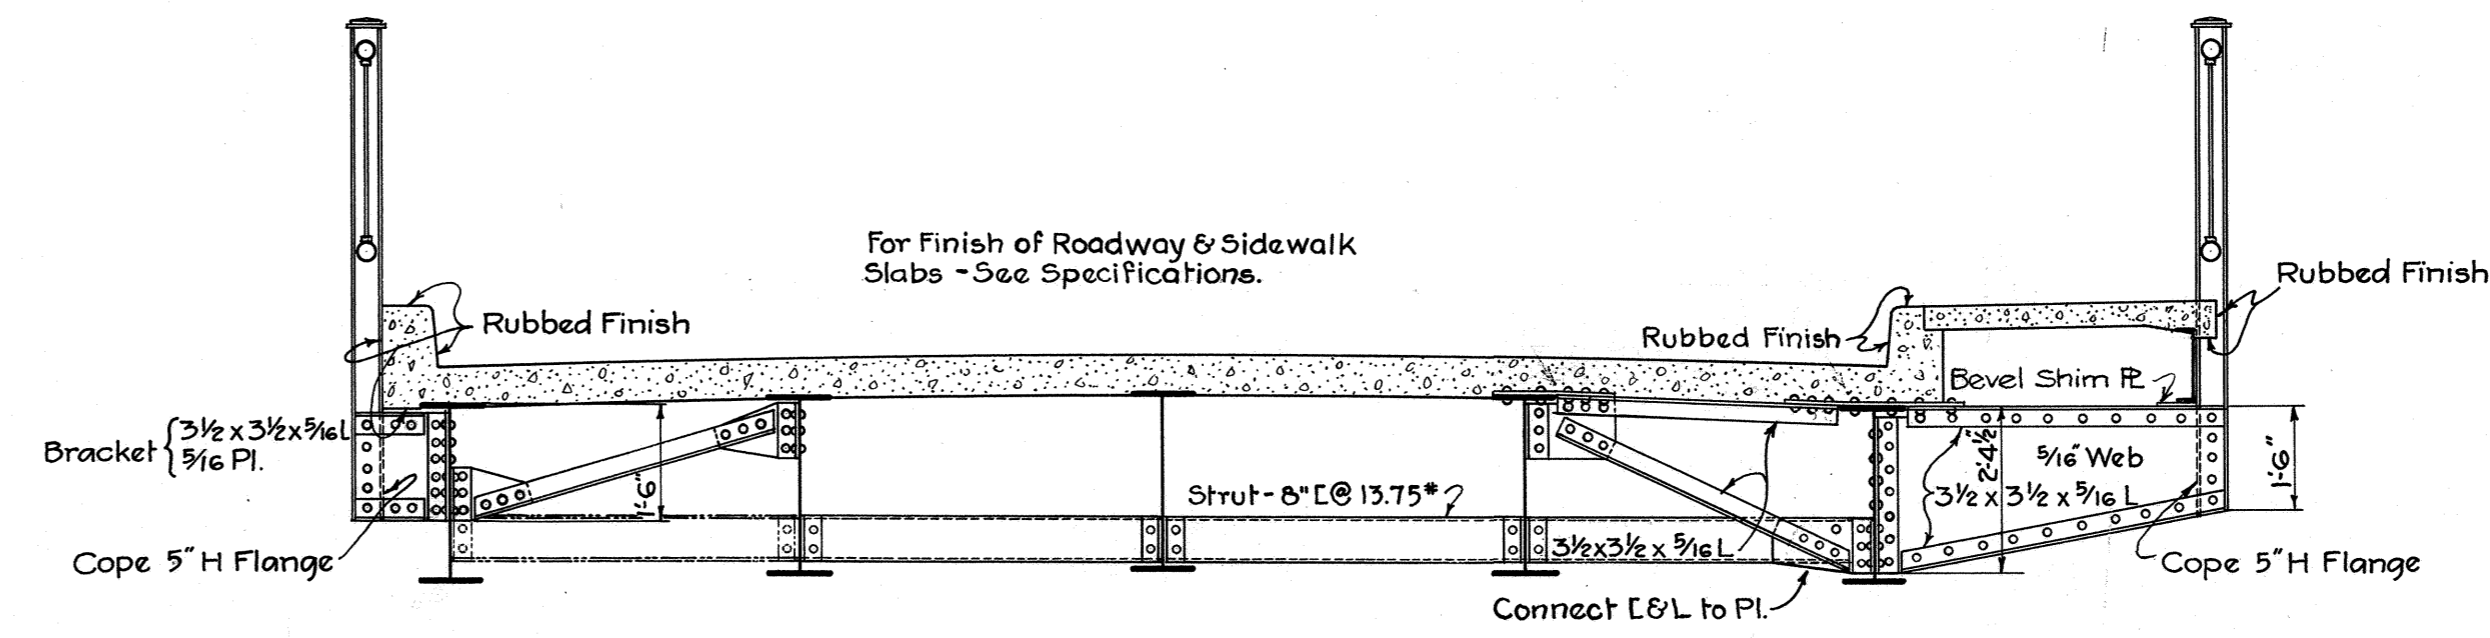 For Finish of Roadway & Sidewalk
Slabs - See Specifications.
Rubbed Finish
Rubbed Finish
Rubbed Finish
Bevel Shim PL
Bracket { 3½ x 3½ x 5/16 L
5/16 Pl.
1'-6"
Strut - 8" [ @ 13.75#
2'-4½"
5/16" Web
3½ x 3½ x 5/16 L
1'-6"
3½ x 3½ x 5/16 L
Cope 5" H Flange
Cope 5" H Flange
Connect [ & L to Pl.